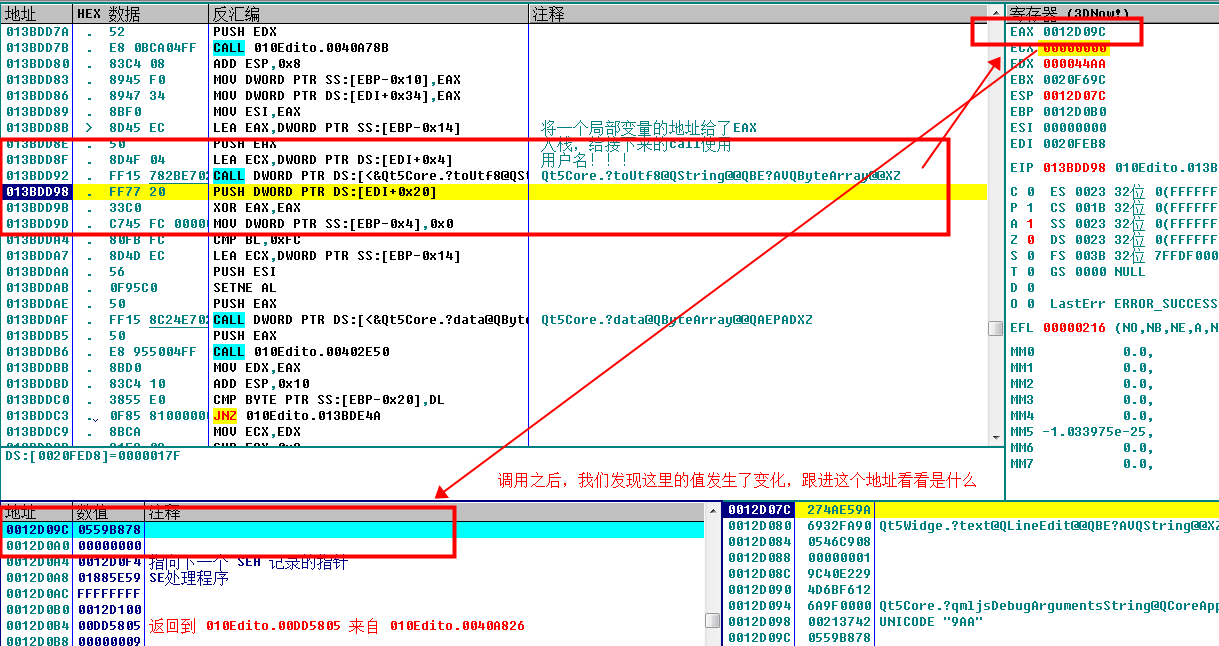 地址 HEX 数据 反汇编 注释
013BDD7A . 52 PUSH EDX
013BDD7B . E8 0BCA04FF CALL 010Edito.0040A78B
013BDD80 . 83C4 08 ADD ESP,0x8
013BDD83 . 8945 F0 MOV DWORD PTR SS:[EBP-0x10],EAX
013BDD86 . 8947 34 MOV DWORD PTR DS:[EDI+0x34],EAX
013BDD89 . 8BF0 MOV ESI,EAX
013BDD8B > 8D45 EC LEA EAX,DWORD PTR SS:[EBP-0x14] 将一个局部变量的地址给了EAX
013BDD8E . 50 PUSH EAX 入栈，给接下来的Call使用
013BDD8F . 8D4F 04 LEA ECX,DWORD PTR DS:[EDI+0x4] 用户名！！！
013BDD92 . FF15 782BE702 CALL DWORD PTR DS:[<&Qt5Core.?toUtf8@QSt Qt5Core.?toUtf8@QString@@QBE?AVQByteArray@@XZ
013BDD98 . FF77 20 PUSH DWORD PTR DS:[EDI+0x20]
013BDD9B . 33C0 XOR EAX,EAX
013BDD9D . C745 FC 00000 MOV DWORD PTR SS:[EBP-0x4],0x0
013BDDA4 . 80FB FC CMP BL,0xFC
013BDDA7 . 8D4D EC LEA ECX,DWORD PTR SS:[EBP-0x14]
013BDDAA . 56 PUSH ESI
013BDDAB . 0F95C0 SETNE AL
013BDDAE . 50 PUSH EAX
013BDDAF . FF15 8C24E702 CALL DWORD PTR DS:[<&Qt5Core.?data@QByte Qt5Core.?data@QByteArray@@QAEPADXZ
013BDDB5 . 50 PUSH EAX
013BDDB6 . E8 955004FF CALL 010Edito.00402E50
013BDDBB . 8BD0 MOV EDX,EAX
013BDDBD . 83C4 10 ADD ESP,0x10
013BDDC0 . 3855 E0 CMP BYTE PTR SS:[EBP-0x20],DL
013BDDC3 . 0F85 81000000 JNZ 010Edito.013BDE4A
013BDDC9 . 8BCA MOV ECX,EDX
DS:[0020FED8]=0000017F
调用之后，我们发现这里的值发生了变化，跟进这个地址看看是什么
寄存器 (3DNow!)
EAX 0012D09C
ECX 00000000
EDX 000044AA
EBX 0020F69C
ESP 0012D07C
EBP 0012D0B0
ESI 00000000
EDI 0020FEB8
EIP 013BDD98 010Edito.013B
C 0 ES 0023 32位 0(FFFFFF
P 1 CS 001B 32位 0(FFFFFF
A 1 SS 0023 32位 0(FFFFFF
Z 0 DS 0023 32位 0(FFFFFF
S 0 FS 003B 32位 7FFDF000
T 0 GS 0000 NULL
D 0
O 0 LastErr ERROR_SUCCESS
EFL 00000216 (NO,NB,NE,A,N
MM0 0.0,
MM1 0.0,
MM2 0.0,
MM3 0.0,
MM4 0.0,
MM5 -1.033975e-25,
MM6 0.0,
MM7 0.0,
地址 数值 注释
0012D09C 0559B878
0012D0A0 00000000
0012D0A4 0012D0F4 指向下一个 SEH 记录的指针
0012D0A8 01885E59 SE处理程序
0012D0AC FFFFFFFF
0012D0B0 0012D100
0012D0B4 00DD5805 返回到 010Edito.00DD5805 来自 010Edito.0040A826
0012D0B8 00000009
0012D07C 274AE59A
0012D080 6932FA90 Qt5Widge.?text@QLineEdit@@QBE?AVQString@@XZ
0012D084 0546C908
0012D088 00000001
0012D08C 9C40E229
0012D090 4D6BF612
0012D094 6A9F0000 Qt5Core.?qmljsDebugArgumentsString@QCoreApp
0012D098 00213742 UNICODE "9AA"
0012D09C 0559B878